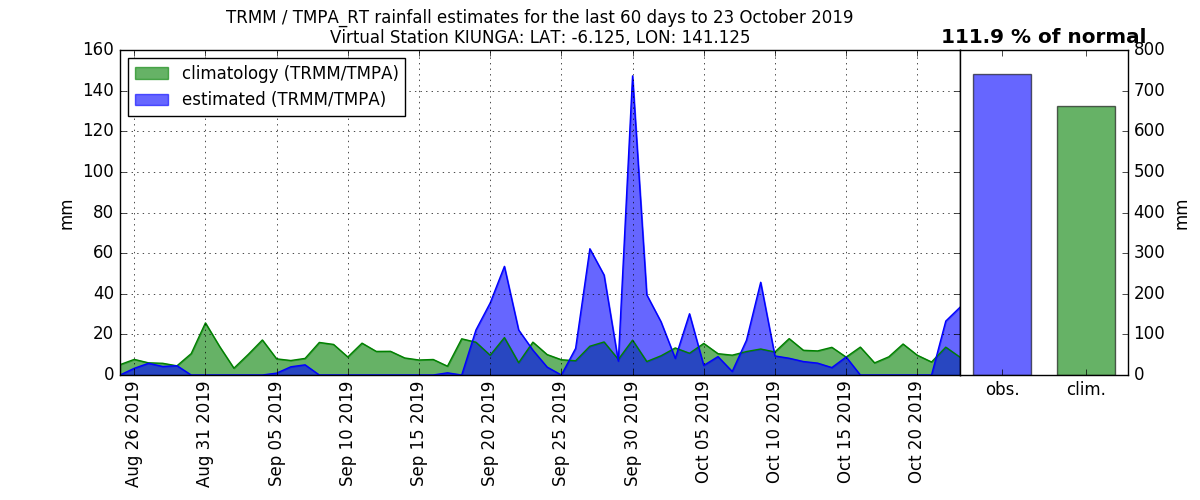 TRMM / TMPA_RT rainfall estimates for the last 60 days to 23 October 2019
Virtual Station KIUNGA: LAT: -6.125, LON: 141.125
111.9 % of normal
climatology (TRMM/TMPA)
estimated (TRMM/TMPA)
160
140
120
100
80
60
40
20
0
mm
800
700
600
500
400
300
200
100
0
mm
Aug 26 2019
Aug 31 2019
Sep 05 2019
Sep 10 2019
Sep 15 2019
Sep 20 2019
Sep 25 2019
Sep 30 2019
Oct 05 2019
Oct 10 2019
Oct 15 2019
Oct 20 2019
obs.
clim.